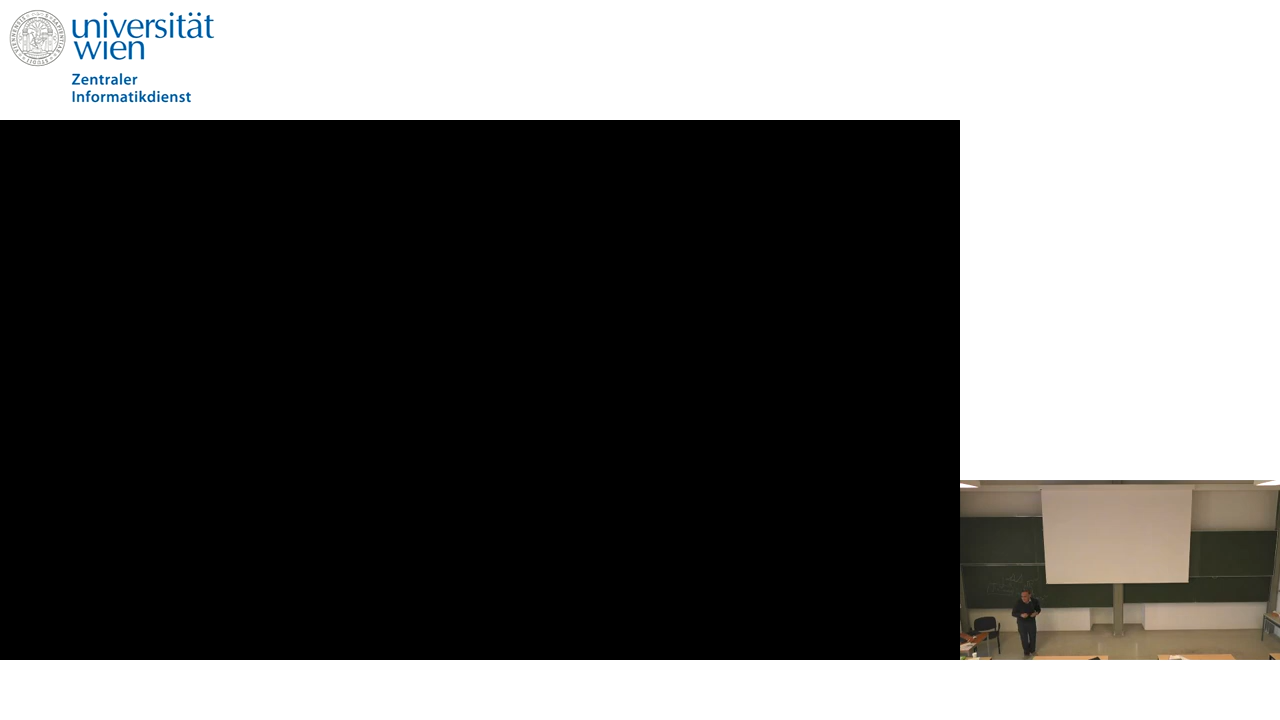 universität
wien
Zentraler
Informatikdienst